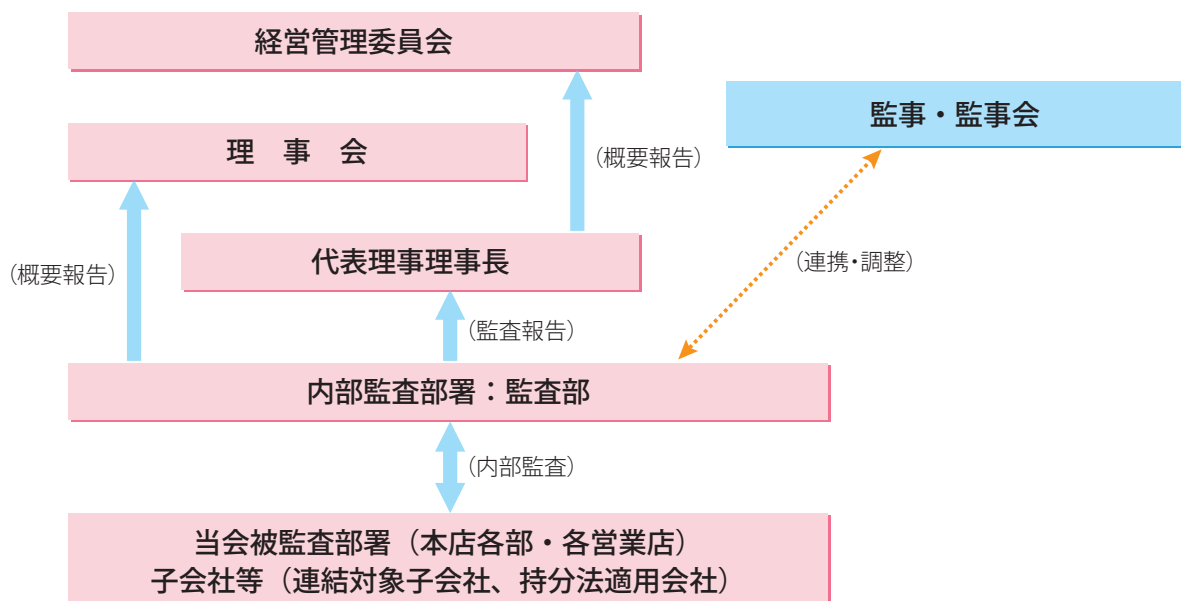 経営管理委員会
監事・監事会
理　事　会
（概要報告）
代表理事理事長
（連携・調整）
（概要報告）
（監査報告）
内部監査部署：監査部
（内部監査）
当会被監査部署（本店各部・各営業店）
子会社等（連結対象子会社、持分法適用会社）